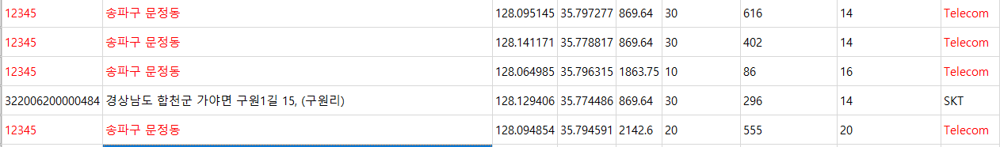 12345 송파구 문정동 128.095145 35.797277 869.64 30 616 14 Telecom
12345 송파구 문정동 128.141171 35.778817 869.64 30 402 14 Telecom
12345 송파구 문정동 128.064985 35.796315 1863.75 10 86 16 Telecom
322006200000484 경상남도 합천군 가야면 구원1길 15, (구원리) 128.129406 35.774486 869.64 30 296 14 SKT
12345 송파구 문정동 128.094854 35.794591 2142.6 20 555 20 Telecom